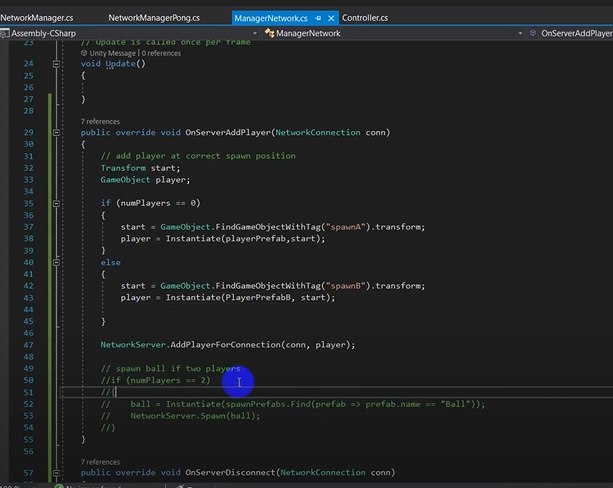 NetworkManager.cs NetworkManagerPong.cs ManagerNetwork.cs Controller.cs
Assembly-CSharp ManagerNetwork OnServerAddPlayer
23 // Update is called once per frame
Unity Message | 0 references
24 void Update()
25 {
26
27 }
28
7 references
29 public override void OnServerAddPlayer(NetworkConnection conn)
30 {
31 // add player at correct spawn position
32 Transform start;
33 GameObject player;
34
35 if (numPlayers == 0)
36 {
37 start = GameObject.FindGameObjectWithTag("spawnA").transform;
38 player = Instantiate(playerPrefab,start);
39 }
40 else
41 {
42 start = GameObject.FindGameObjectWithTag("spawnB").transform;
43 player = Instantiate(PlayerPrefabB, start);
44
45 }
46
47 NetworkServer.AddPlayerForConnection(conn, player);
48
49 // spawn ball if two players
50 //if (numPlayers == 2)
51 //{
52 // ball = Instantiate(spawnPrefabs.Find(prefab => prefab.name == "Ball"));
53 // NetworkServer.Spawn(ball);
54 //}
55 }
56
7 references
57 public override void OnServerDisconnect(NetworkConnection conn)